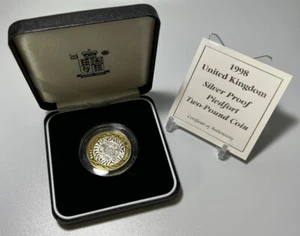 1998
United Kingdom
Silver Proof
Piedfort
Two-Pound Coin
Certificate of Authenticity